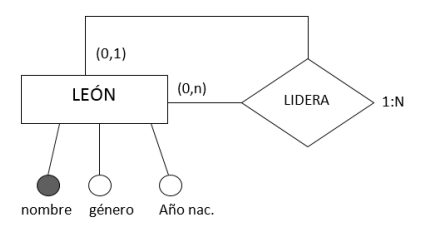 (0,1)
LEÓN
(0,n)
LIDERA
1:N
nombre
género
Año nac.